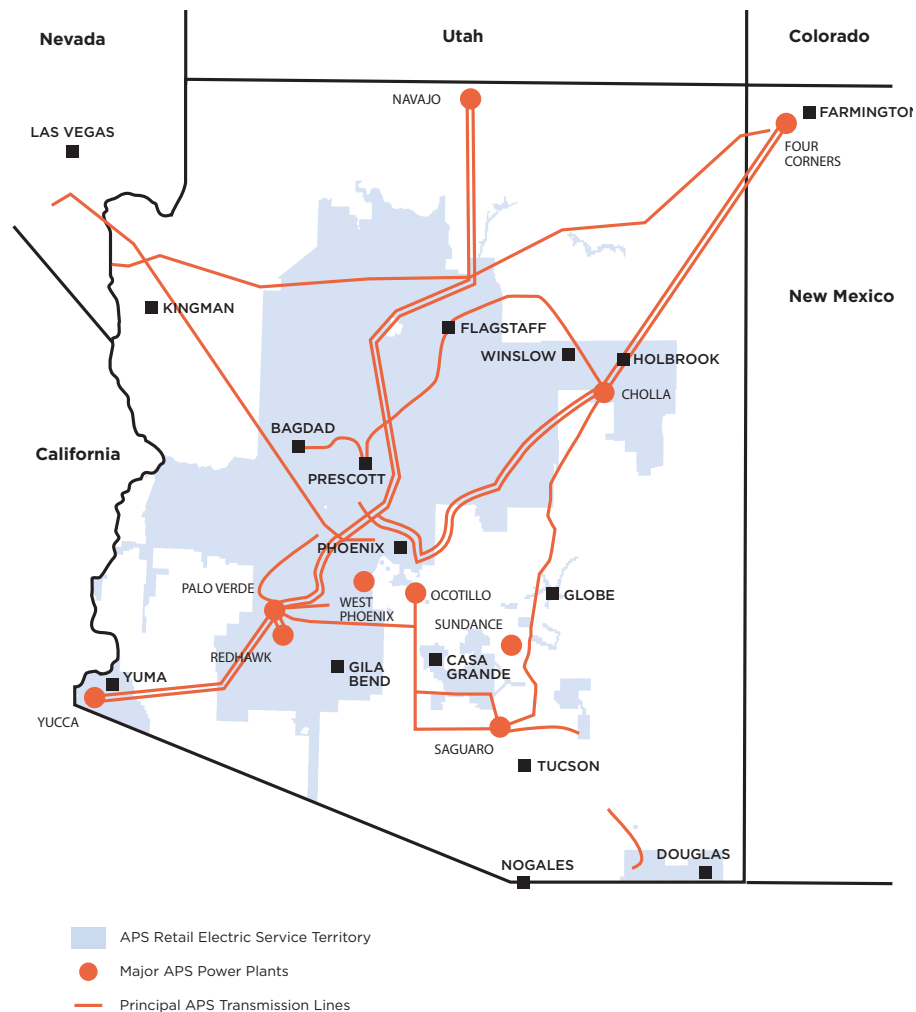 Nevada
Utah
Colorado
NAVAJO
FARMINGTON
LAS VEGAS
FOUR
CORNERS
KINGMAN
New Mexico
FLAGSTAFF
WINSLOW
HOLBROOK
CHOLLA
BAGDAD
California
PRESCOTT
PHOENIX
PALO VERDE
WEST
PHOENIX
OCOTILLO
GLOBE
SUNDANCE
REDHAWK
GILA
BEND
CASA
GRANDE
YUMA
YUCCA
SAGUARO
TUCSON
DOUGLAS
NOGALES
APS Retail Electric Service Territory
Major APS Power Plants
Principal APS Transmission Lines